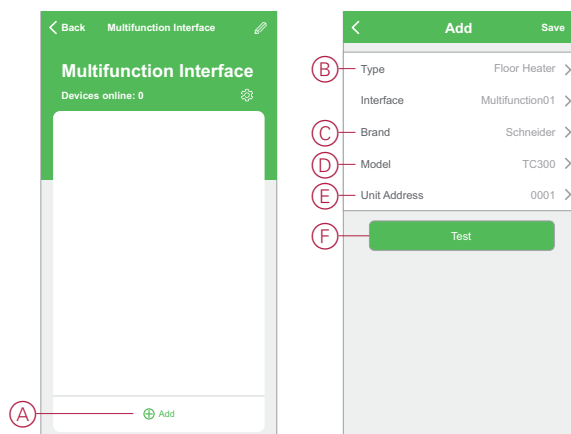 Back Multifunction Interface
Multifunction Interface
Devices online: 0
A
Add
Add Save
B
Type Floor Heater
Interface Multifunction01
C
Brand Schneider
D
Model TC300
E
Unit Address 0001
F
Test